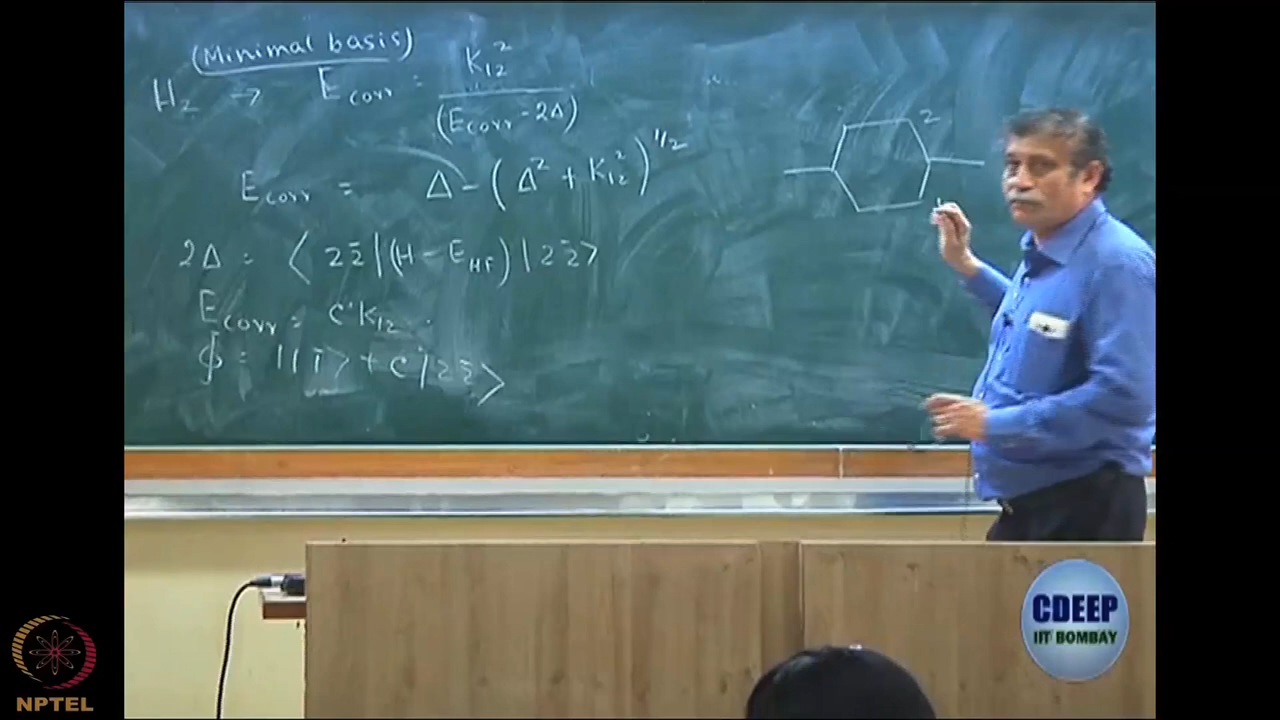 (Minimal basis)
H₂ → E_corr = K₁₂² / (E_corr - 2Δ)
E_corr = Δ - (Δ² + K₁₂²)^1/2
2Δ = ⟨ 2 2̄ | (H - E_HF) | 2 2̄ ⟩
E_corr = C K₁₂
Φ = |1 1̄⟩ + C |2 2̄⟩
2
CDEEP
IIT BOMBAY
NPTEL